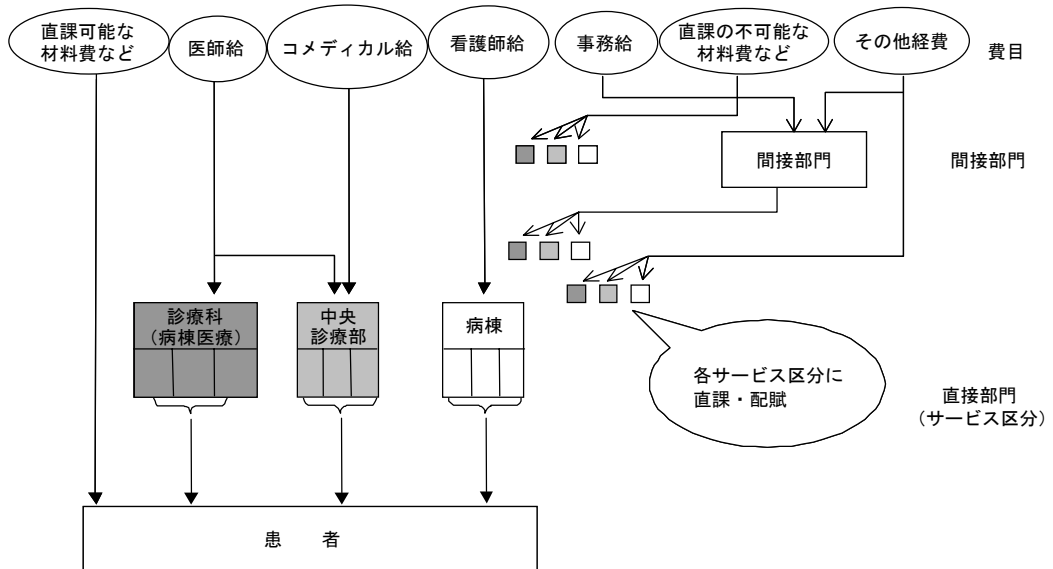 直課可能な
材料費など
医師給
コメディカル給
看護師給
事務給
直課の不可能な
材料費など
その他経費
費目
間接部門
間接部門
診療科
（病棟医療）
中央
診療部
病棟
各サービス区分に
直課・配賦
直接部門
（サービス区分）
患　者